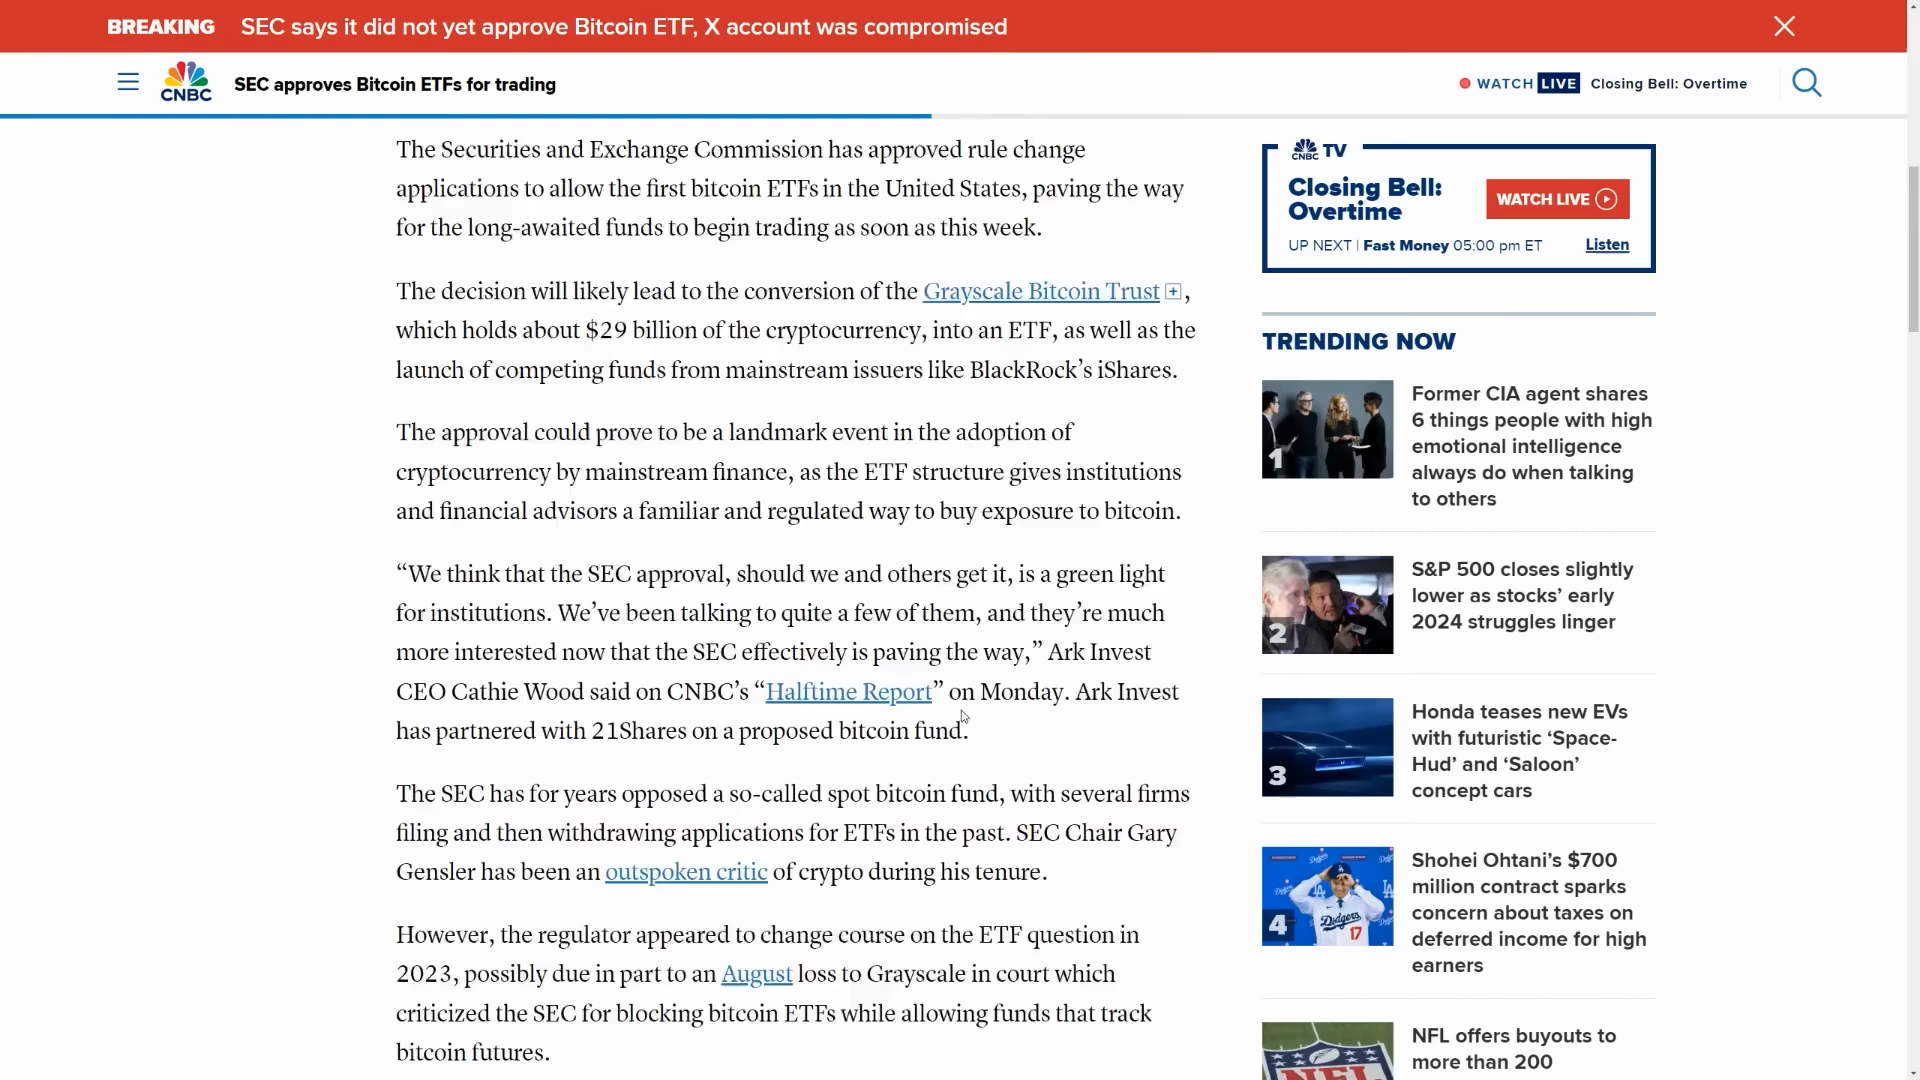 BREAKING SEC says it did not yet approve Bitcoin ETF, X account was compromised
CNBC
SEC approves Bitcoin ETFs for trading
WATCH LIVE Closing Bell: Overtime
The Securities and Exchange Commission has approved rule change
applications to allow the first bitcoin ETFs in the United States, paving the way
for the long-awaited funds to begin trading as soon as this week.
The decision will likely lead to the conversion of the Grayscale Bitcoin Trust +,
which holds about $29 billion of the cryptocurrency, into an ETF, as well as the
launch of competing funds from mainstream issuers like BlackRock’s iShares.
The approval could prove to be a landmark event in the adoption of
cryptocurrency by mainstream finance, as the ETF structure gives institutions
and financial advisors a familiar and regulated way to buy exposure to bitcoin.
“We think that the SEC approval, should we and others get it, is a green light
for institutions. We’ve been talking to quite a few of them, and they’re much
more interested now that the SEC effectively is paving the way,” Ark Invest
CEO Cathie Wood said on CNBC’s “Halftime Report” on Monday. Ark Invest
has partnered with 21Shares on a proposed bitcoin fund.
The SEC has for years opposed a so-called spot bitcoin fund, with several firms
filing and then withdrawing applications for ETFs in the past. SEC Chair Gary
Gensler has been an outspoken critic of crypto during his tenure.
However, the regulator appeared to change course on the ETF question in
2023, possibly due in part to an August loss to Grayscale in court which
criticized the SEC for blocking bitcoin ETFs while allowing funds that track
bitcoin futures.
CNBC TV
Closing Bell:
Overtime
WATCH LIVE
UP NEXT | Fast Money 05:00 pm ET
Listen
TRENDING NOW
1
Former CIA agent shares
6 things people with high
emotional intelligence
always do when talking
to others
2
S&P 500 closes slightly
lower as stocks’ early
2024 struggles linger
3
Honda teases new EVs
with futuristic ‘Space-
Hud’ and ‘Saloon’
concept cars
Dodgers
17
4
Shohei Ohtani’s $700
million contract sparks
concern about taxes on
deferred income for high
earners
NFL
NFL offers buyouts to
more than 200